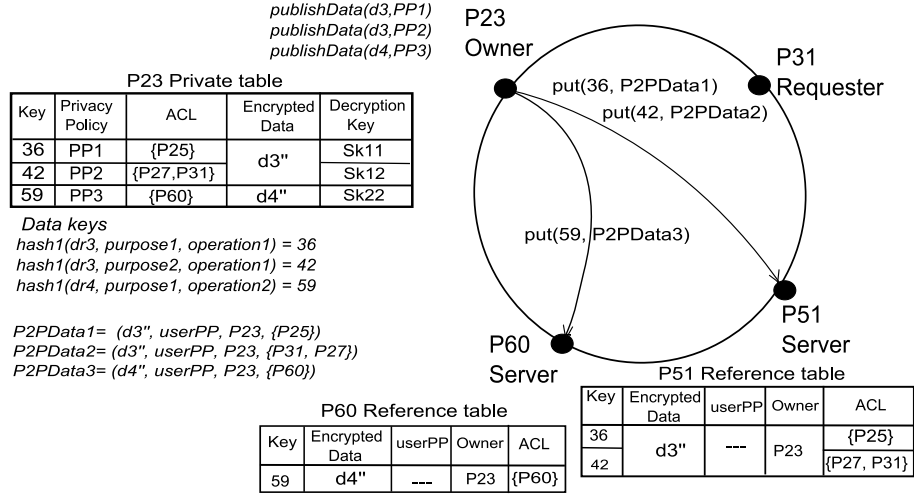 publishData(d3,PP1)
publishData(d3,PP2)
publishData(d4,PP3)
P23
Owner
P31
Requester
put(36, P2PData1)
put(42, P2PData2)
put(59, P2PData3)
P23 Private table
Key Privacy Policy ACL Encrypted Data Decryption Key
36 PP1 {P25} d3'' Sk11
42 PP2 {P27,P31} Sk12
59 PP3 {P60} d4'' Sk22
Data keys
hash1(dr3, purpose1, operation1) = 36
hash1(dr3, purpose2, operation1) = 42
hash1(dr4, purpose1, operation2) = 59
P2PData1= (d3'', userPP, P23, {P25})
P2PData2= (d3'', userPP, P23, {P31, P27})
P2PData3= (d4'', userPP, P23, {P60})
P60
Server
P51
Server
P51 Reference table
Key Encrypted Data userPP Owner ACL
36 d3'' --- P23 {P25}
42 {P27, P31}
P60 Reference table
Key Encrypted Data userPP Owner ACL
59 d4'' --- P23 {P60}